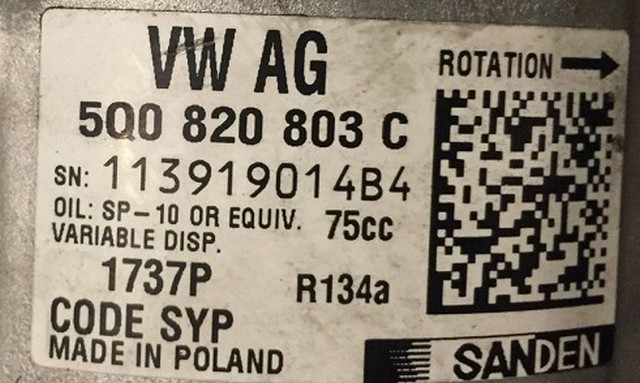 VW AG
ROTATION
5Q0 820 803 C
SN: 113919014B4
OIL: SP-10 OR EQUIV. 75cc
VARIABLE DISP.
1737P R134a
CODE SYP
MADE IN POLAND
SANDEN